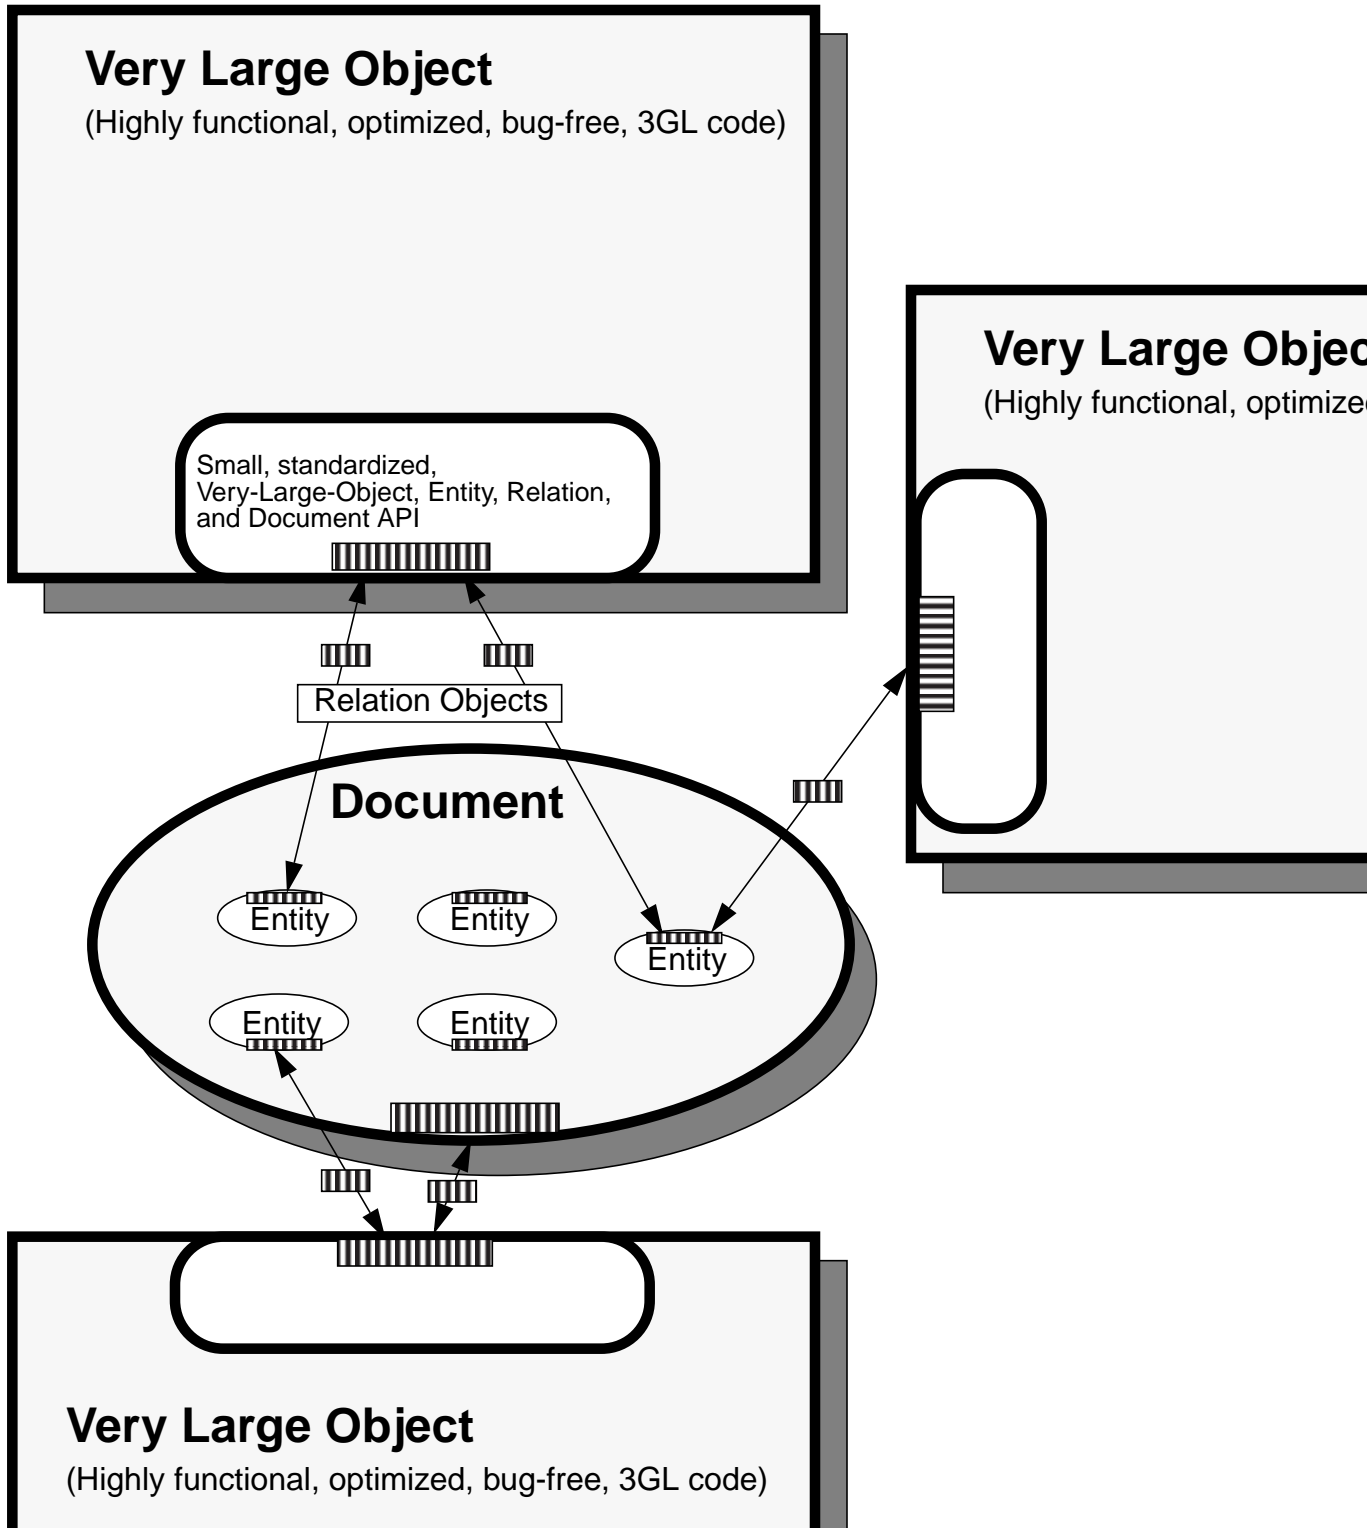 Very Large Object
(Highly functional, optimized, bug-free, 3GL code)
Very Large Objec
(Highly functional, optimize
Small, standardized,
Very-Large-Object, Entity, Relation,
and Document API
Relation Objects
Document
Entity
Entity
Entity
Entity
Entity
Very Large Object
(Highly functional, optimized, bug-free, 3GL code)